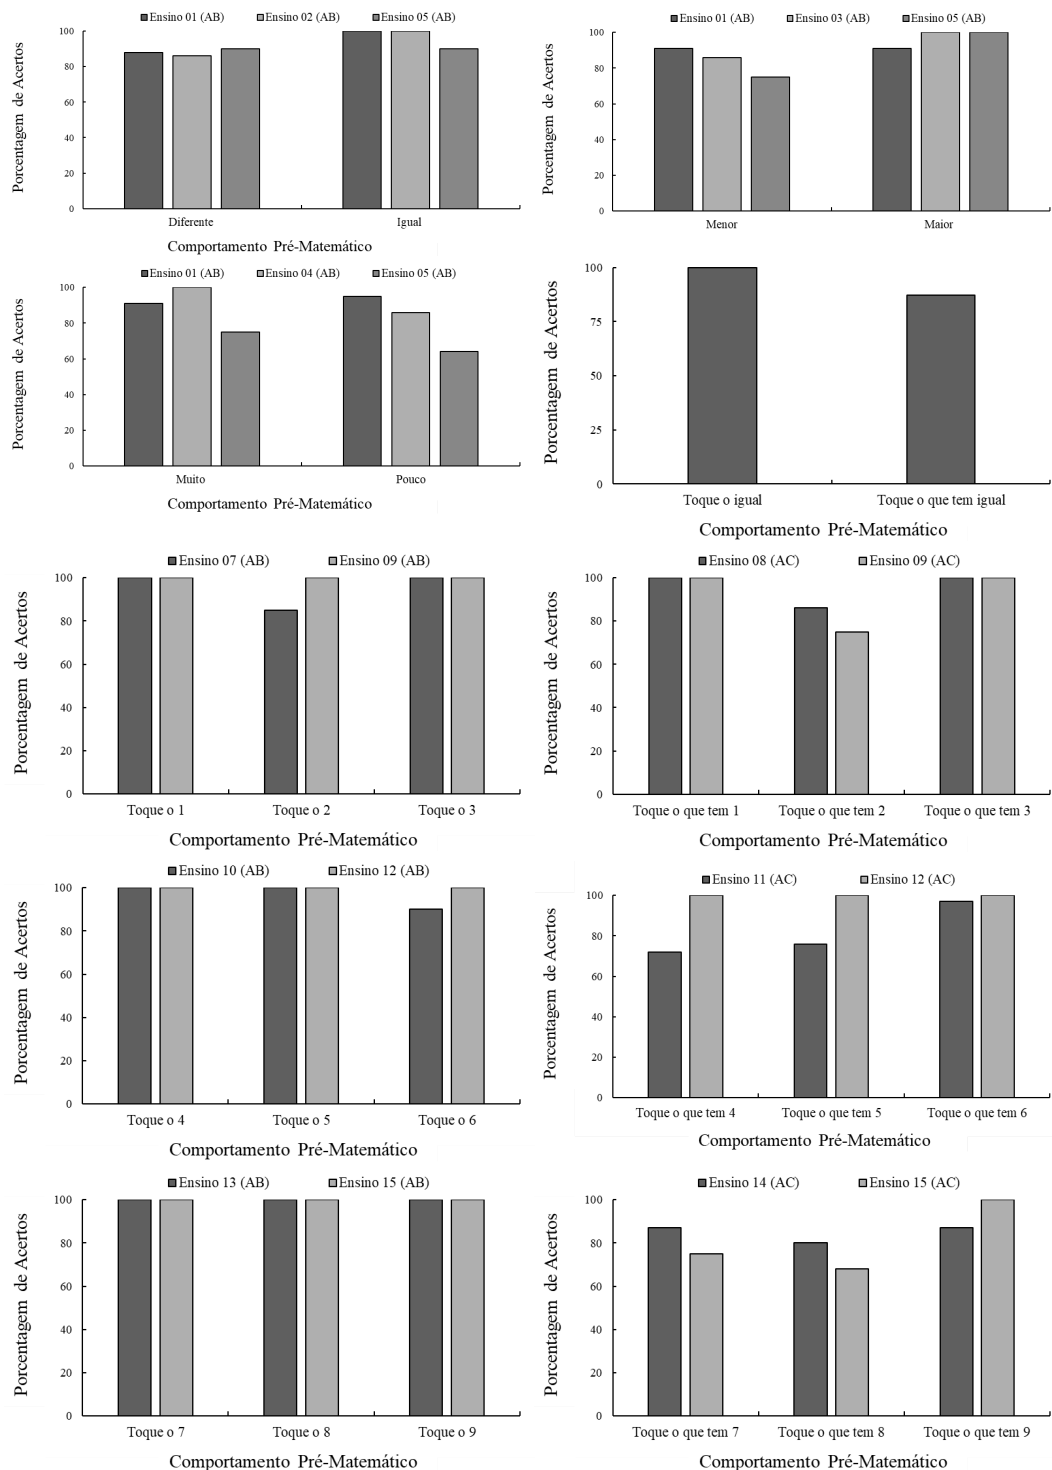 Ensino 01 (AB) Ensino 02 (AB) Ensino 05 (AB)
Porcentagem de Acertos
100
80
60
40
20
0
Diferente Igual
Comportamento Pré-Matemático
Ensino 01 (AB) Ensino 03 (AB) Ensino 05 (AB)
Porcentagem de Acertos
100
80
60
40
20
0
Menor Maior
Ensino 01 (AB) Ensino 04 (AB) Ensino 05 (AB)
Porcentagem de Acertos
100
80
60
40
20
0
Muito Pouco
Comportamento Pré-Matemático
Porcentagem de Acertos
100
75
50
25
0
Toque o igual Toque o que tem igual
Comportamento Pré-Matemático
Ensino 07 (AB) Ensino 09 (AB)
Porcentagem de Acertos
100
80
60
40
20
0
Toque o 1 Toque o 2 Toque o 3
Comportamento Pré-Matemático
Ensino 08 (AC) Ensino 09 (AC)
Porcentagem de Acertos
100
80
60
40
20
0
Toque o que tem 1 Toque o que tem 2 Toque o que tem 3
Comportamento Pré-Matemático
Ensino 10 (AB) Ensino 12 (AB)
Porcentagem de Acertos
100
80
60
40
20
0
Toque o 4 Toque o 5 Toque o 6
Comportamento Pré-Matemático
Ensino 11 (AC) Ensino 12 (AC)
Porcentagem de Acertos
100
80
60
40
20
0
Toque o que tem 4 Toque o que tem 5 Toque o que tem 6
Comportamento Pré-Matemático
Ensino 13 (AB) Ensino 15 (AB)
Porcentagem de Acertos
100
80
60
40
20
0
Toque o 7 Toque o 8 Toque o 9
Comportamento Pré-Matemático
Ensino 14 (AC) Ensino 15 (AC)
Porcentagem de Acertos
100
80
60
40
20
0
Toque o que tem 7 Toque o que tem 8 Toque o que tem 9
Comportamento Pré-Matemático